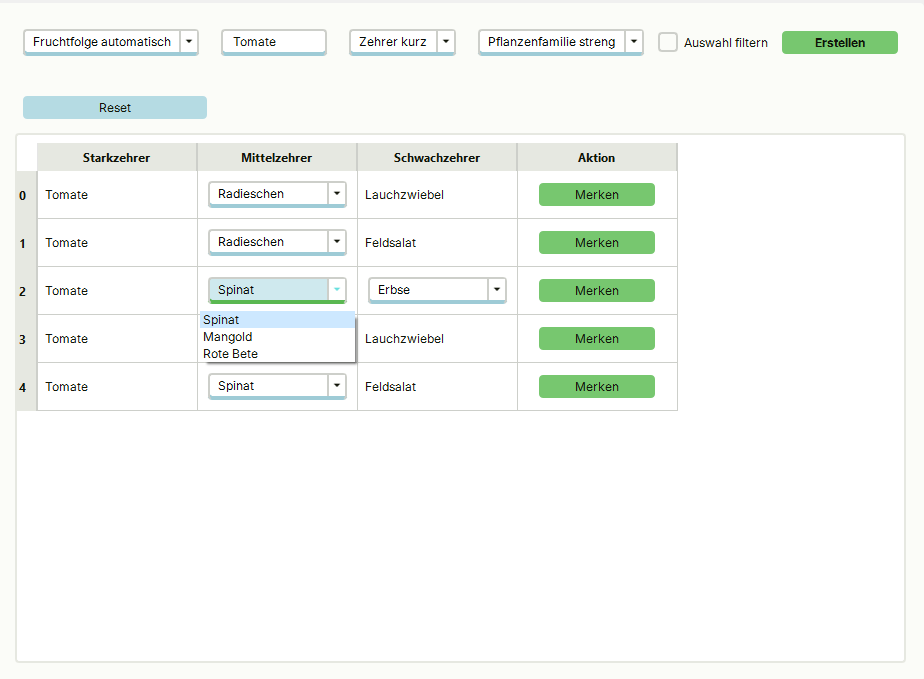 Fruchtfolge automatisch Tomate Zehrer kurz Pflanzenfamilie streng Auswahl filtern Erstellen
Reset
Starkzehrer Mittelzehrer Schwachzehrer Aktion
0 Tomate Radieschen Lauchzwiebel Merken
1 Tomate Radieschen Feldsalat Merken
2 Tomate Spinat Erbse Merken
Spinat
3 Tomate Mangold Lauchzwiebel Merken
Rote Bete
4 Tomate Spinat Feldsalat Merken